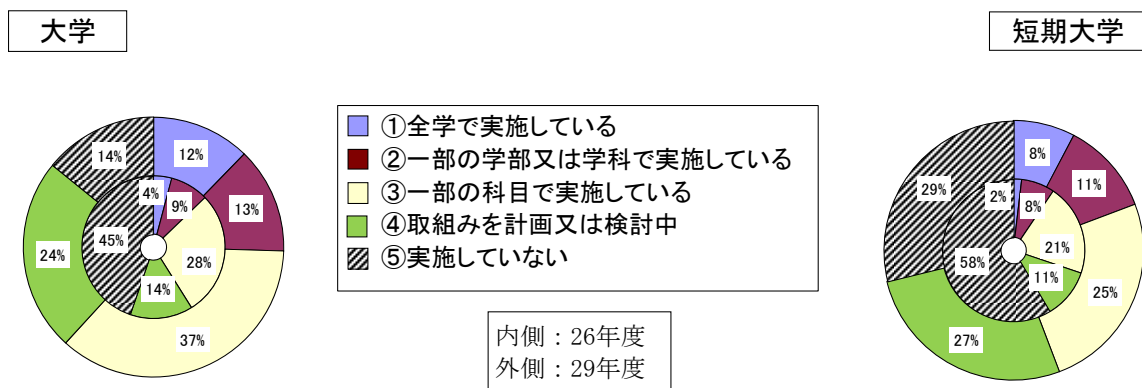 大学
短期大学
12%
13%
37%
24%
14%
4%
9%
28%
14%
45%
①全学で実施している
②一部の学部又は学科で実施している
③一部の科目で実施している
④取組みを計画又は検討中
⑤実施していない
内側：26年度
外側：29年度
8%
11%
25%
27%
29%
2%
8%
21%
11%
58%